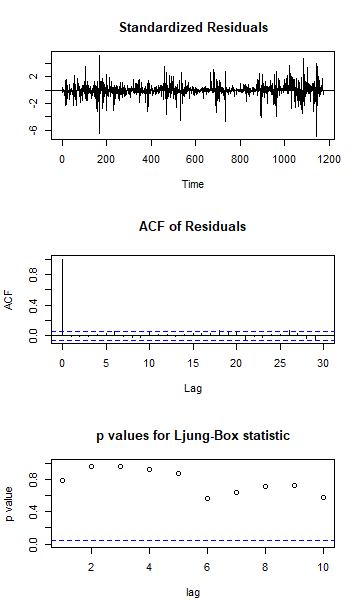 Standardized Residuals
2
-2
-6
0 200 400 600 800 1000 1200
Time
ACF of Residuals
ACF
0.8
0.4
0.0
0 5 10 15 20 25 30
Lag
p values for Ljung-Box statistic
p value
0.8
0.4
0.0
2 4 6 8 10
lag